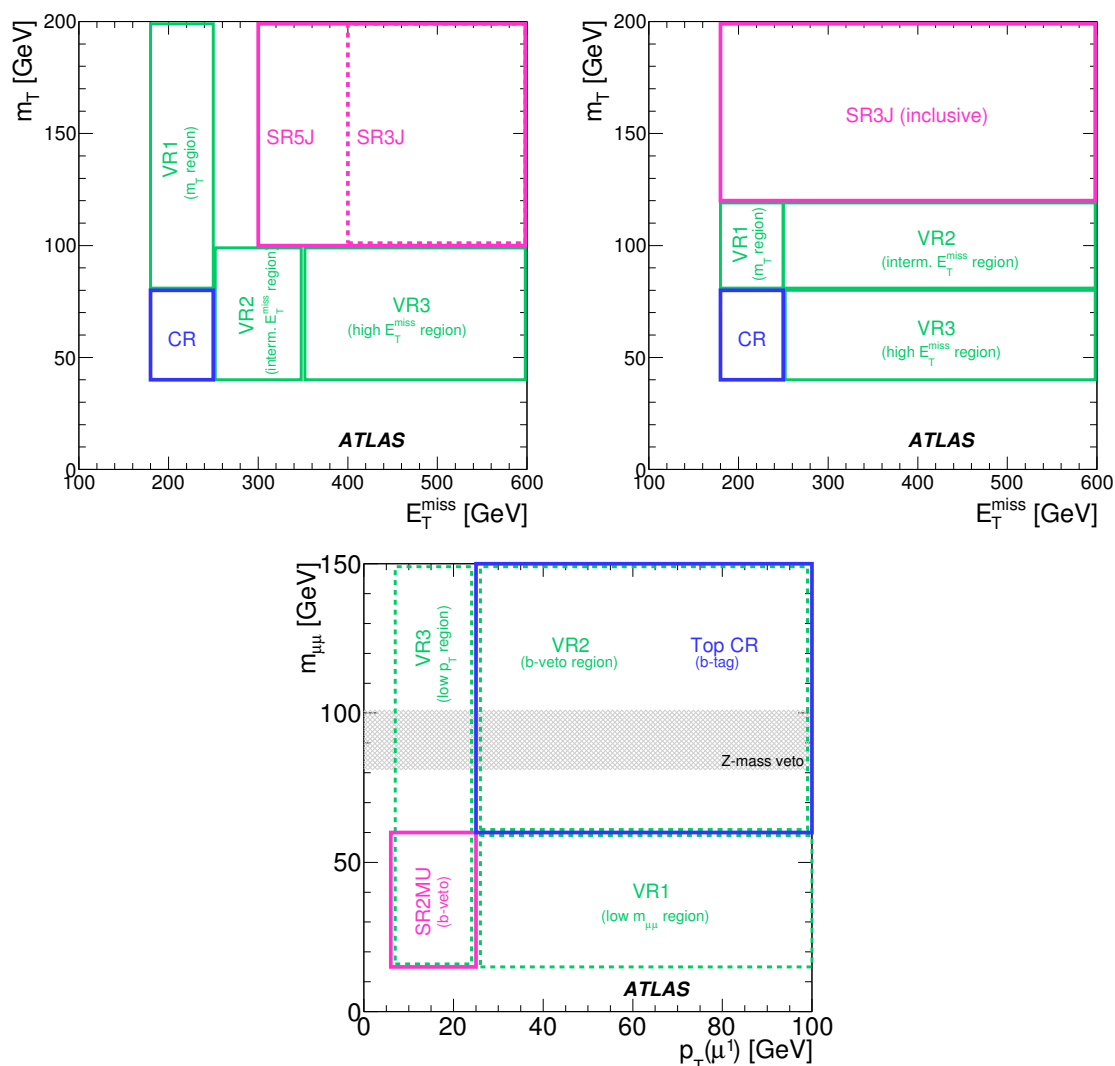 m_T [GeV]
200
150
100
50
0
VR1
(m_T region)
SR5J
SR3J
CR
VR2
(interm. E_T^miss region)
VR3
(high E_T^miss region)
ATLAS
100 200 300 400 500 600
E_T^miss [GeV]
m_T [GeV]
200
150
100
50
0
SR3J (inclusive)
VR1
(m_T region)
VR2
(interm. E_T^miss region)
CR
VR3
(high E_T^miss region)
ATLAS
100 200 300 400 500 600
E_T^miss [GeV]
m_μμ [GeV]
150
100
50
0
VR3
(low p_T region)
VR2
(b-veto region)
Top CR
(b-tag)
Z-mass veto
SR2MU
(b-veto)
VR1
(low m_μμ region)
ATLAS
0 20 40 60 80 100
p_T(μ¹) [GeV]